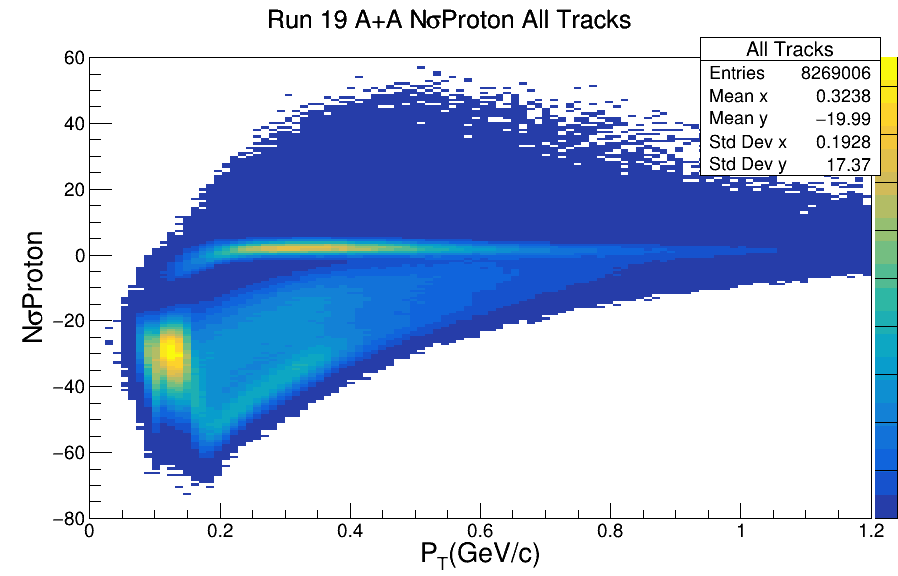 Run 19 A+A NσProton All Tracks
All Tracks
Entries 8269006
Mean x 0.3238
Mean y −19.99
Std Dev x 0.1928
Std Dev y 17.37
NσProton
60
40
20
0
−20
−40
−60
−80
0 0.2 0.4 0.6 0.8 1 1.2
P_T(GeV/c)